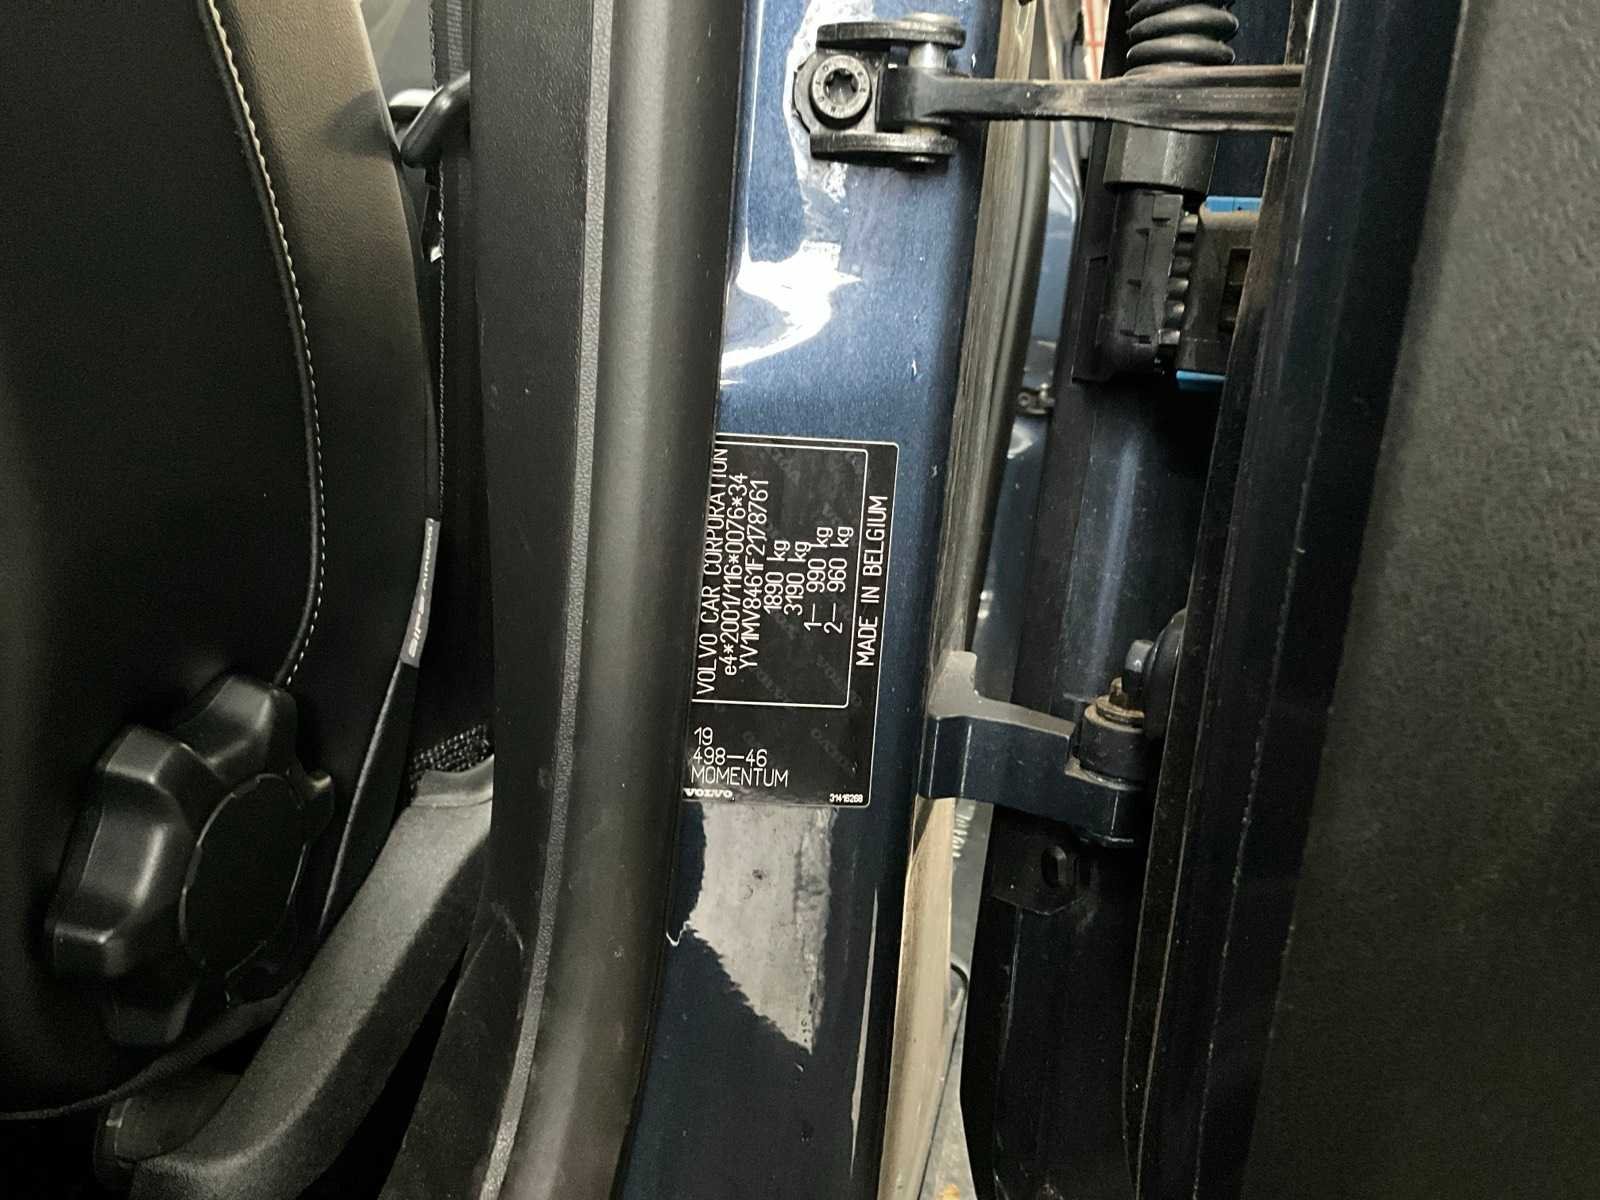 VOLVO CAR CORPORATION
e4*2001/116*0076*34
YV1MV8461F2178761
1890 kg
3190 kg
1— 990 kg
2— 960 kg
MADE IN BELGIUM
19
498—46
MOMENTUM
VOLVO
31416268